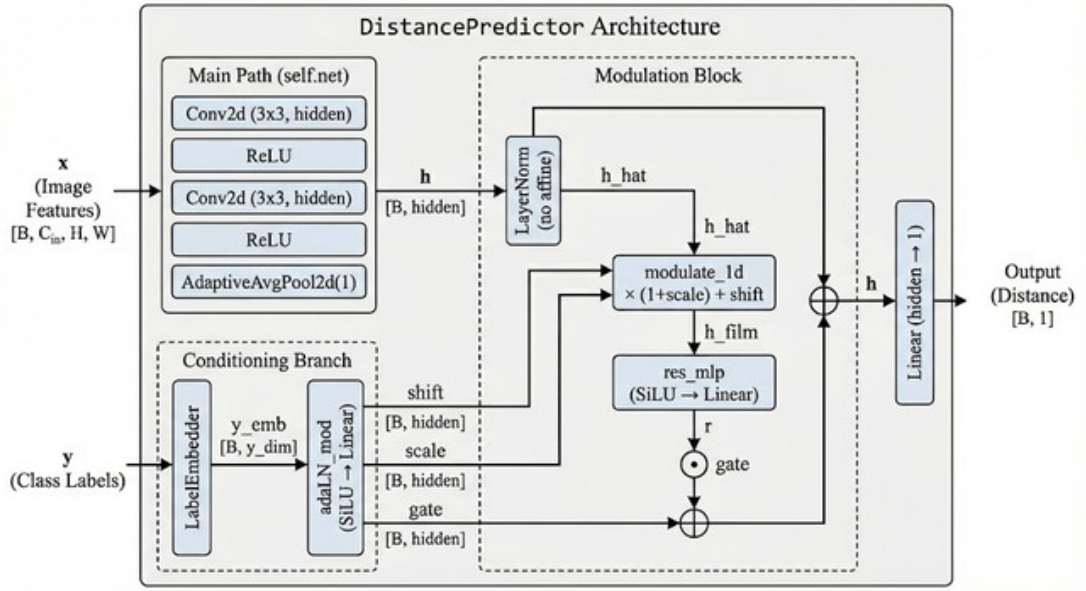 DistancePredictor Architecture
Main Path (self.net)
Conv2d (3x3, hidden)
ReLU
Conv2d (3x3, hidden)
ReLU
AdaptiveAvgPool2d(1)
x
(Image
Features)
[B, C_in, H, W]
h
[B, hidden]
Modulation Block
LayerNorm
(no affine)
h_hat
h_hat
modulate_1d
× (1+scale) + shift
h_film
res_mlp
(SiLU → Linear)
r
gate
h
Linear (hidden → 1)
Output
(Distance)
[B, 1]
Conditioning Branch
y
(Class Labels)
LabelEmbedder
y_emb
[B, y_dim]
adaLN_mod
(SiLU → Linear)
shift
[B, hidden]
scale
[B, hidden]
gate
[B, hidden]